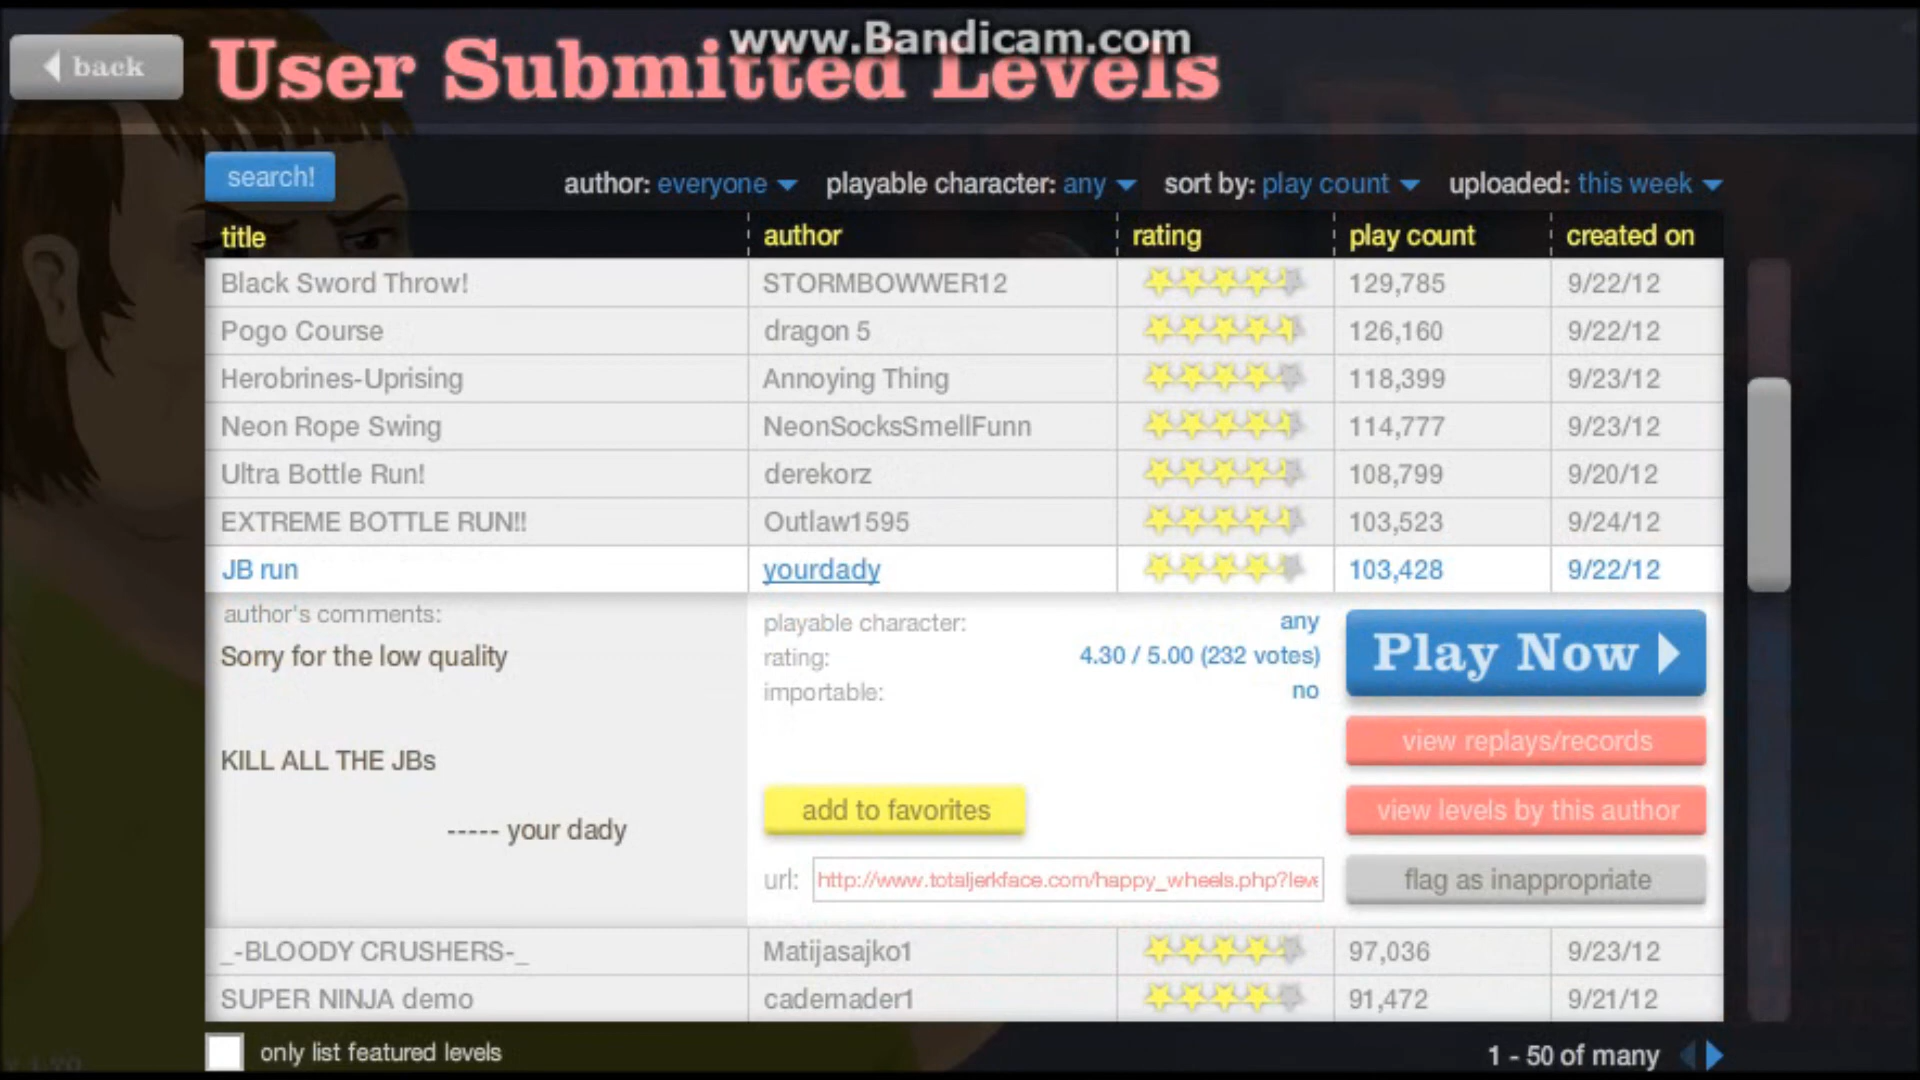 www.Bandicam.com
back
User Submitted Levels
search!
author: everyone playable character: any sort by: play count uploaded: this week
title author rating play count created on
Black Sword Throw! STORMBOWWER12 129,785 9/22/12
Pogo Course dragon 5 126,160 9/22/12
Herobrines-Uprising Annoying Thing 118,399 9/23/12
Neon Rope Swing NeonSocksSmellFunn 114,777 9/23/12
Ultra Bottle Run! derekorz 108,799 9/20/12
EXTREME BOTTLE RUN!! Outlaw1595 103,523 9/24/12
JB run yourdady 103,428 9/22/12
author's comments:
Sorry for the low quality
KILL ALL THE JBs
----- your dady
playable character: any
rating: 4.30 / 5.00 (232 votes)
importable: no
add to favorites
url: http://www.totaljerkface.com/happy_wheels.php?leve
Play Now
view replays/records
view levels by this author
flag as inappropriate
_-BLOODY CRUSHERS-_ Matijasajko1 97,036 9/23/12
SUPER NINJA demo cademader1 91,472 9/21/12
only list featured levels
1 - 50 of many